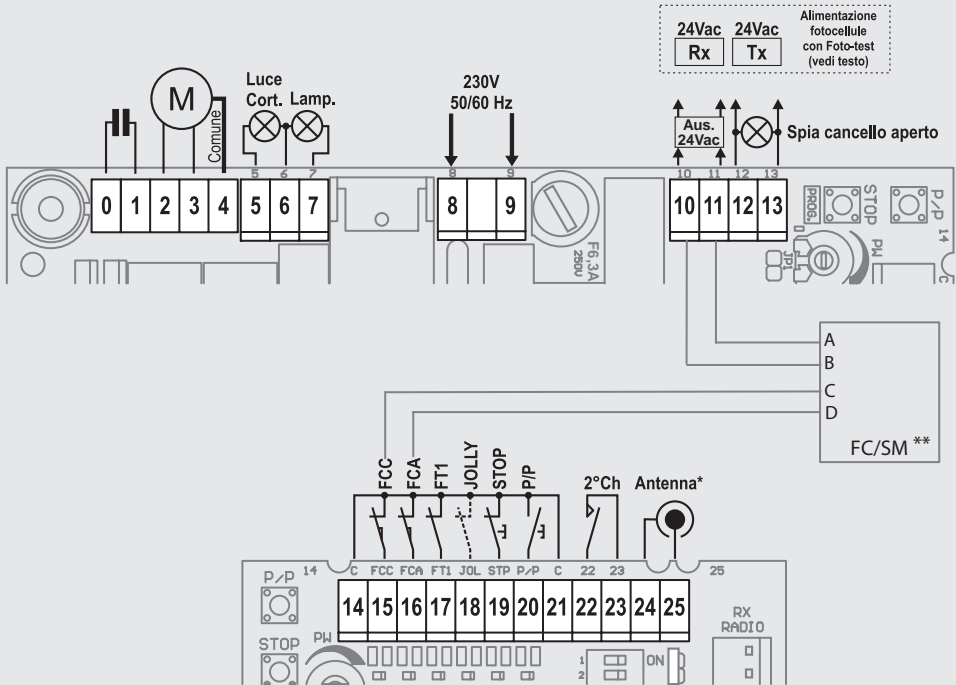 24Vac 24Vac
Rx Tx
Alimentazione
fotocellule
con Foto-test
(vedi testo)
M
Comune
Luce
Cort. Lamp.
230V
50/60 Hz
Aus.
24Vac
Spia cancello aperto
5 6 7
8 9
10 11 12 13
0 1 2 3 4 5 6 7
8 9
10 11 12 13
F6,3A
250V
PROG.
STOP
P/P
14
C
PW
JP1
A
B
C
D
FC/SM **
FCC
FCA
FT1
JOLLY
STOP
P/P
2°Ch Antenna*
14 C FCC FCA FT1 JOL STP P/P C 22 23 25
P/P
14 15 16 17 18 19 20 21 22 23 24 25
STOP
PW
RX
RADIO
1
2
ON